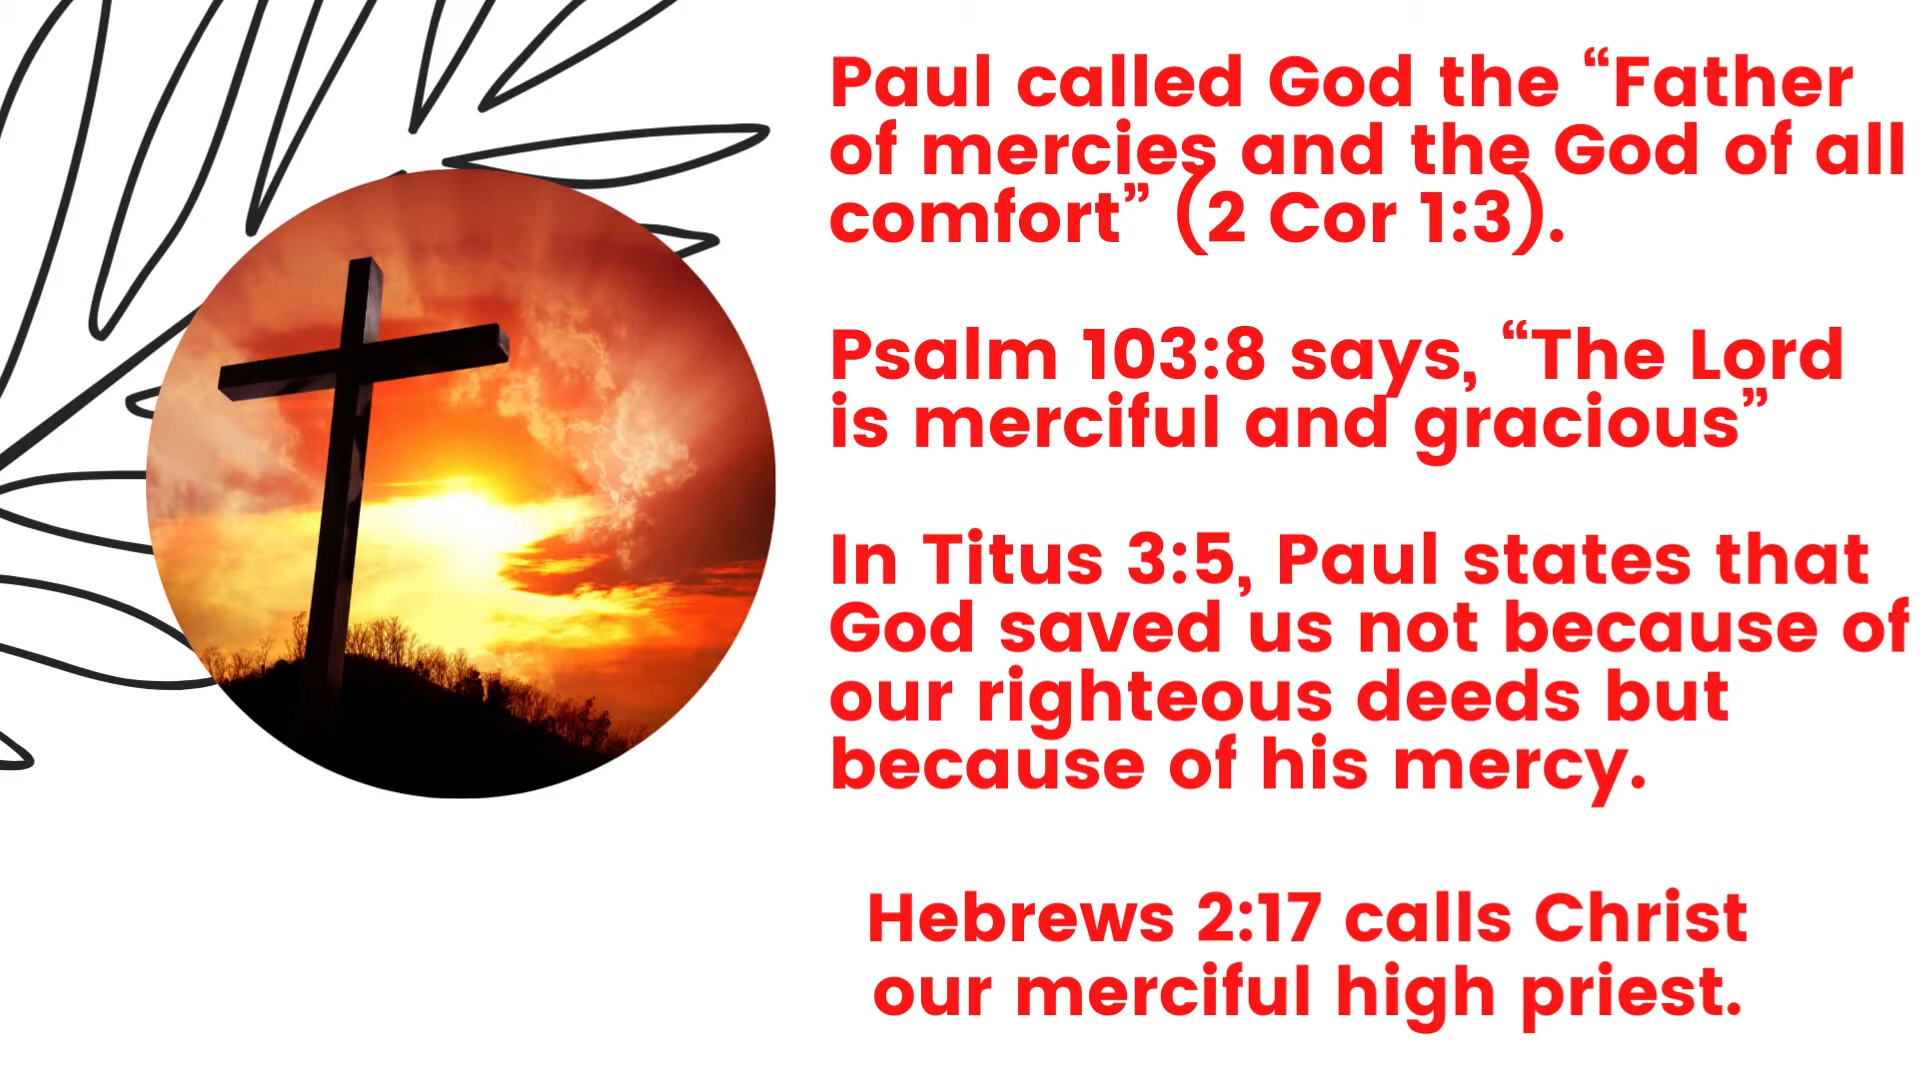 Paul called God the “Father
of mercies and the God of all
comfort” (2 Cor 1:3).
Psalm 103:8 says, “The Lord
is merciful and gracious”
In Titus 3:5, Paul states that
God saved us not because of
our righteous deeds but
because of his mercy.
Hebrews 2:17 calls Christ
our merciful high priest.